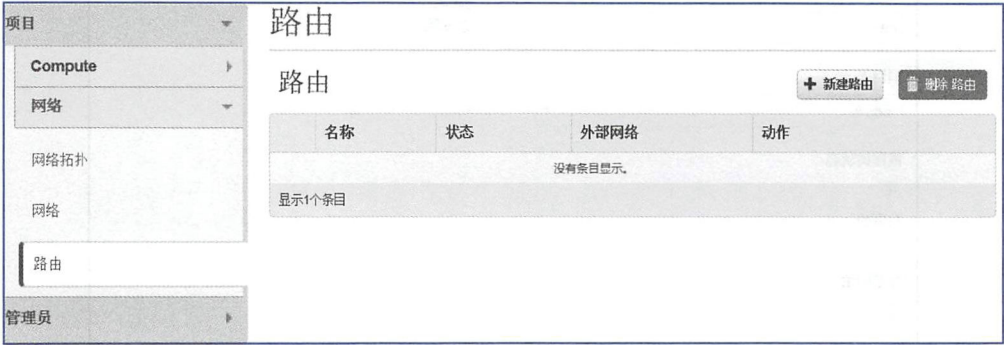 项目
Compute
网络
网络拓扑
网络
路由
管理员
路由
路由
新建路由
删除 路由
名称 状态 外部网络 动作
没有条目显示。
显示1个条目